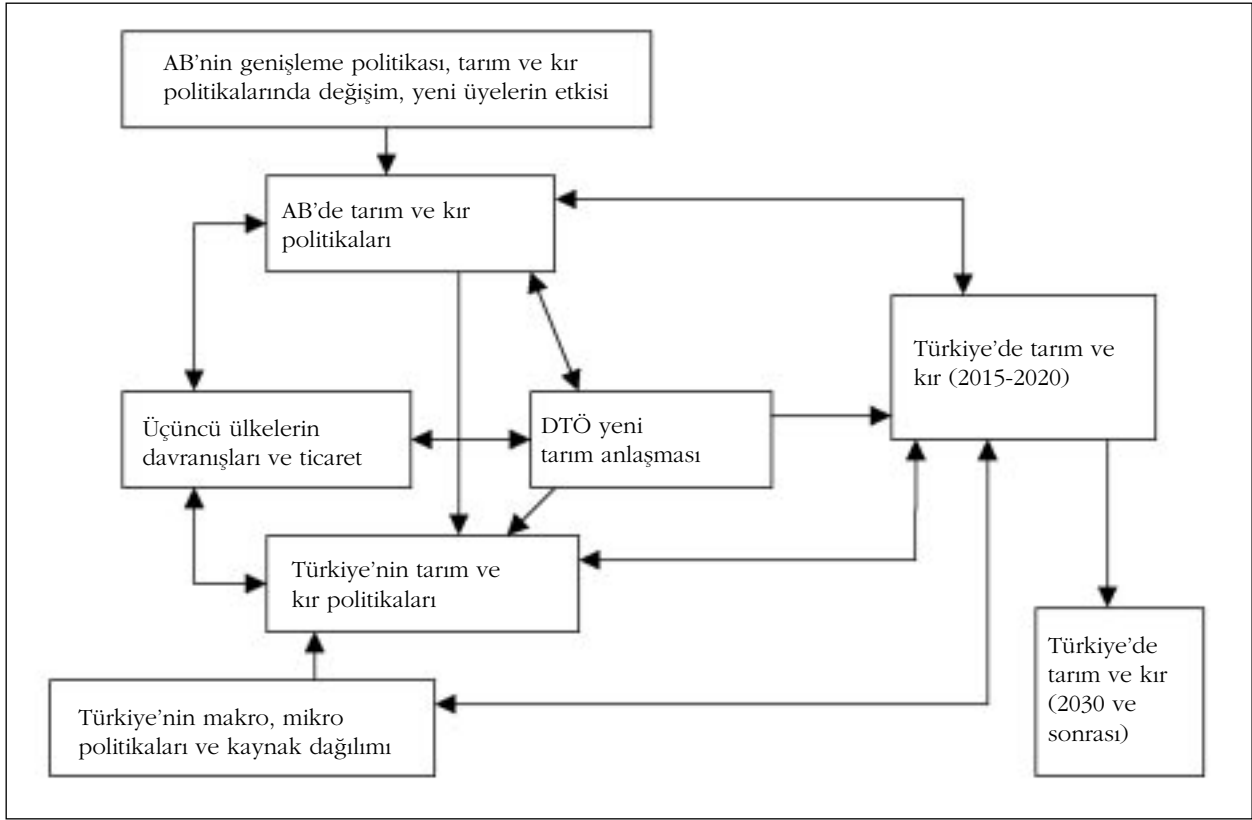 AB’nin genişleme politikası, tarım ve kır
politikalarında değişim, yeni üyelerin etkisi
AB’de tarım ve kır
politikaları
Türkiye’de tarım ve
kır (2015-2020)
Üçüncü ülkelerin
davranışları ve ticaret
DTÖ yeni
tarım anlaşması
Türkiye’nin tarım ve
kır politikaları
Türkiye’de
tarım ve kır
(2030 ve
sonrası)
Türkiye’nin makro, mikro
politikaları ve kaynak dağılımı